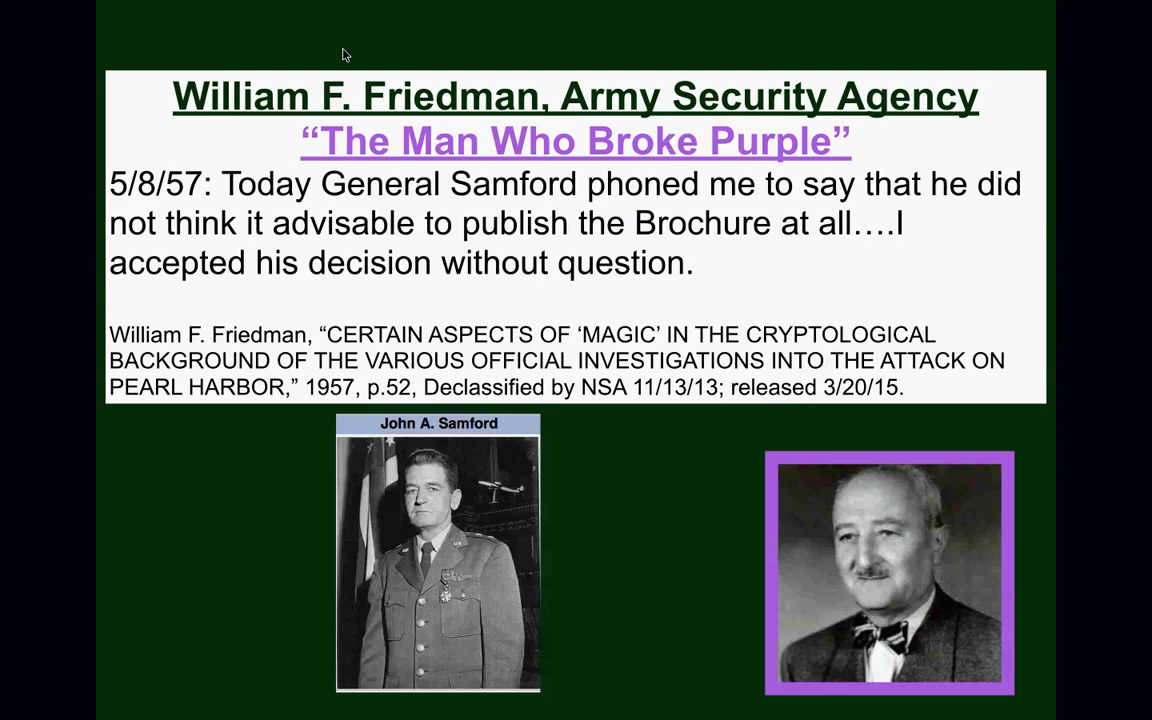 William F. Friedman, Army Security Agency
“The Man Who Broke Purple”
5/8/57: Today General Samford phoned me to say that he did
not think it advisable to publish the Brochure at all….I
accepted his decision without question.
William F. Friedman, “CERTAIN ASPECTS OF ‘MAGIC’ IN THE CRYPTOLOGICAL
BACKGROUND OF THE VARIOUS OFFICIAL INVESTIGATIONS INTO THE ATTACK ON
PEARL HARBOR,” 1957, p.52, Declassified by NSA 11/13/13; released 3/20/15.
John A. Samford